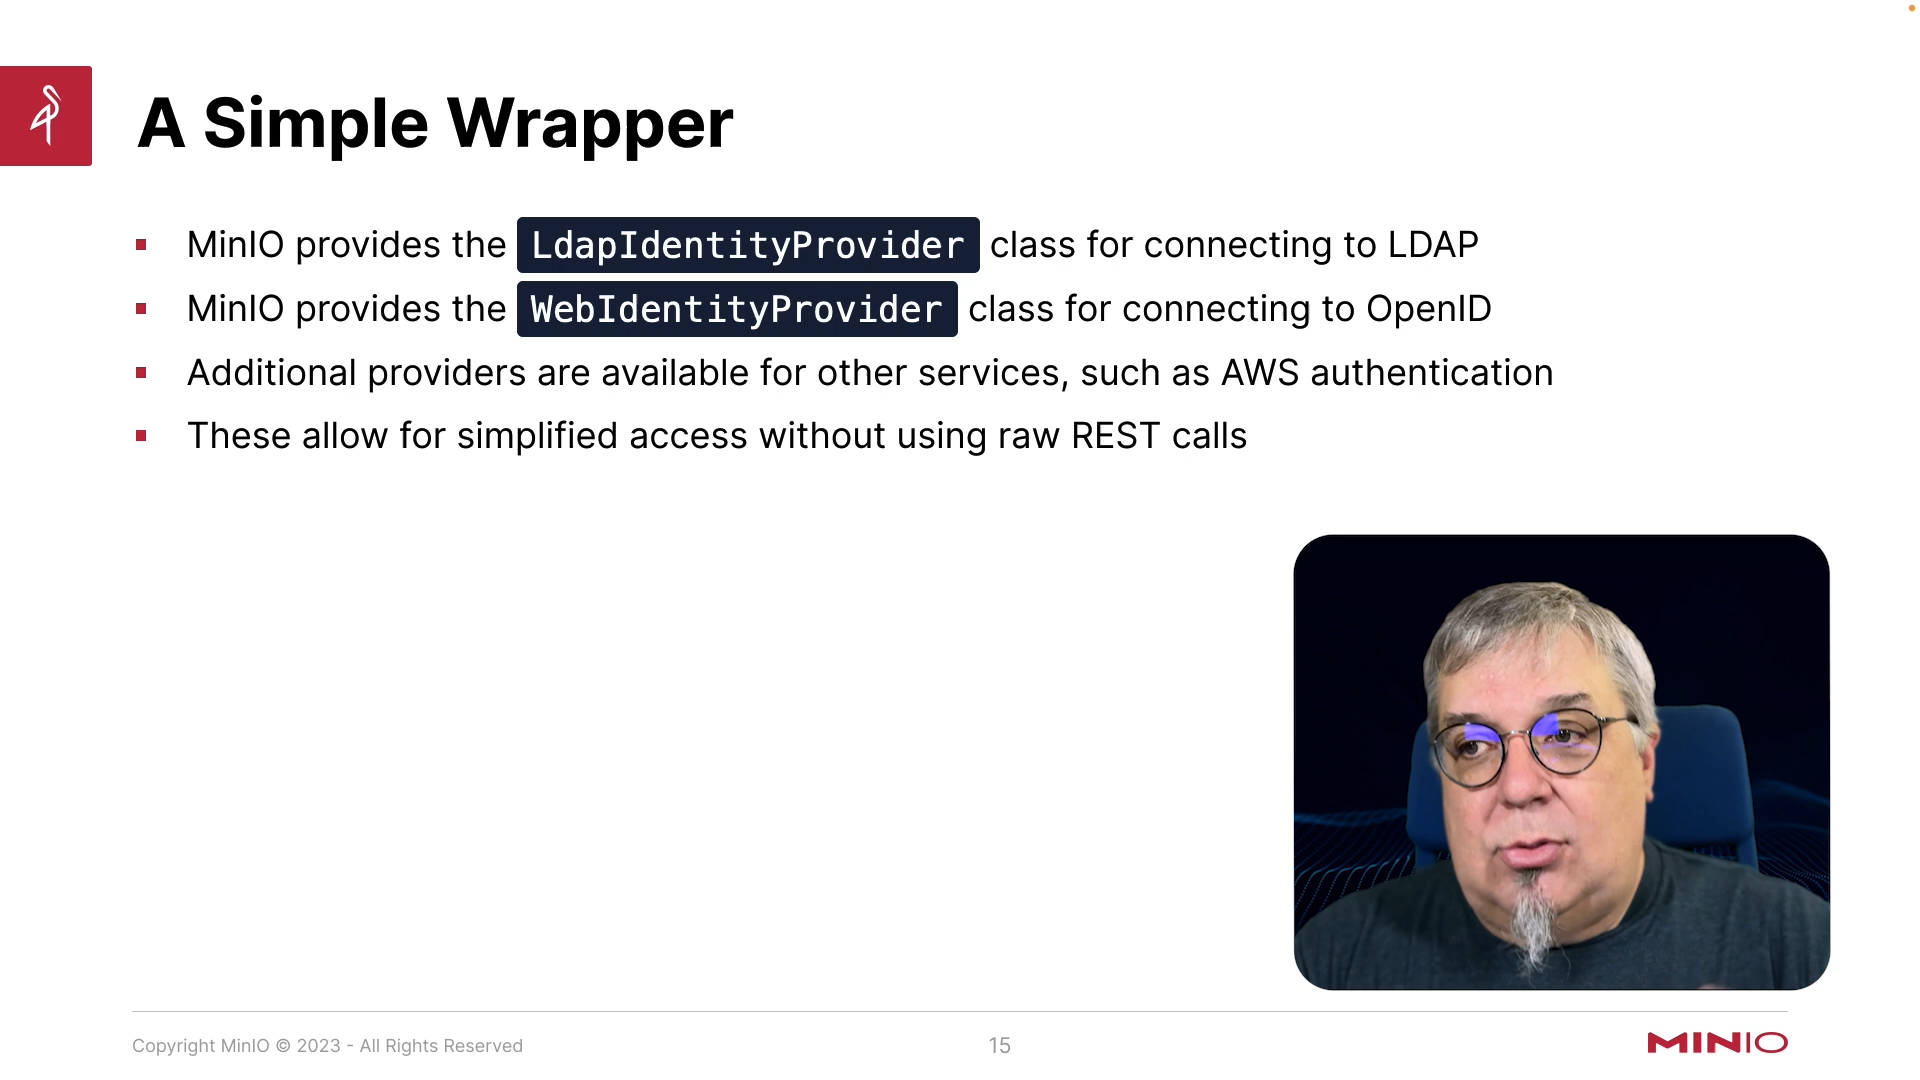 A Simple Wrapper
MinIO provides the LdapIdentityProvider class for connecting to LDAP
MinIO provides the WebIdentityProvider class for connecting to OpenID
Additional providers are available for other services, such as AWS authentication
These allow for simplified access without using raw REST calls
Copyright MinIO © 2023 - All Rights Reserved
15
MINIO